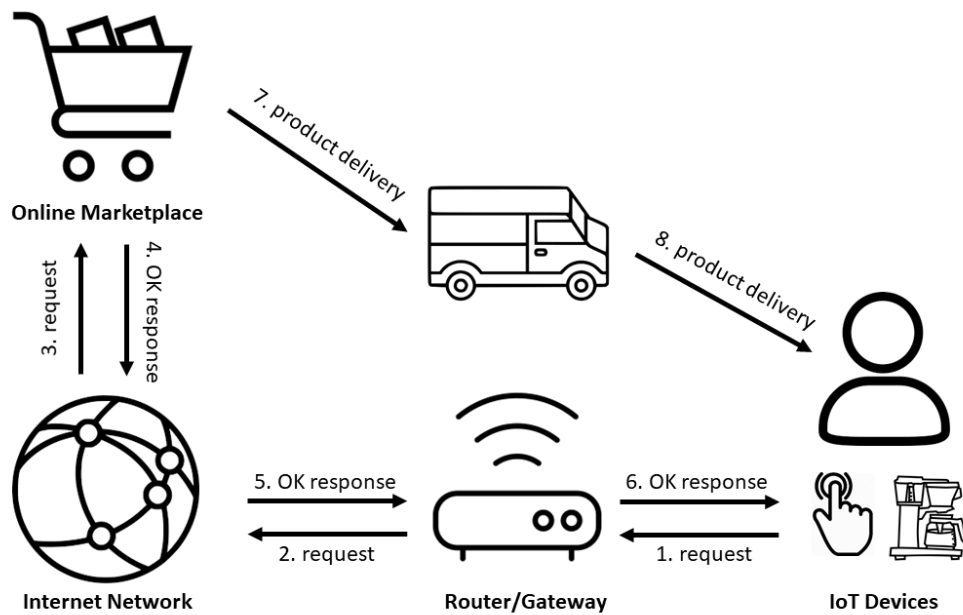 7. product delivery
Online Marketplace
8. product delivery
3. request
4. OK response
5. OK response
6. OK response
2. request
1. request
Internet Network
Router/Gateway
IoT Devices